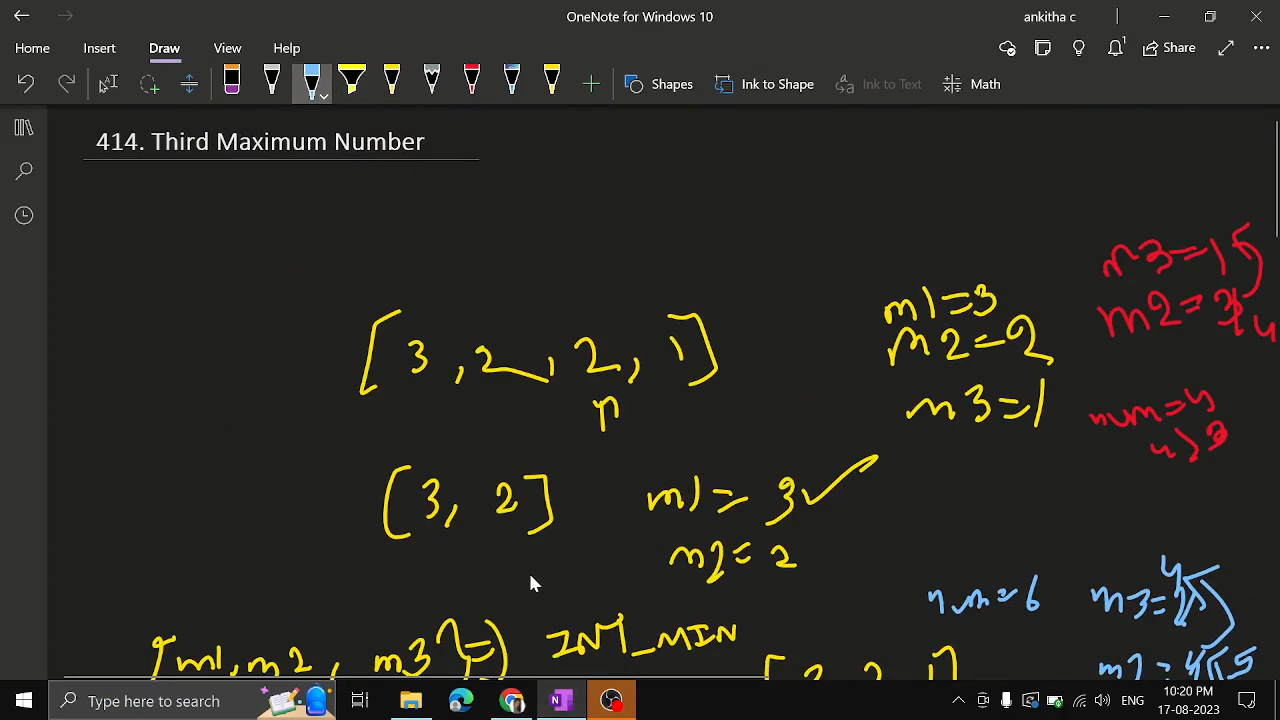 OneNote for Windows 10
ankitha c
Home Insert Draw View Help
Share
Shapes
Ink to Shape
Ink to Text
Math
414. Third Maximum Number
[3, 2, 2, 1]
n
m1=3
m2=2
m3=1
m3=1
m2=
num=4
4>3
[3, 2] m1= 3✓
m2= 2
num=6
m3=
m1, m2, m3 => INT_MIN
m2=
Type here to search
ENG
10:20 PM
17-08-2023